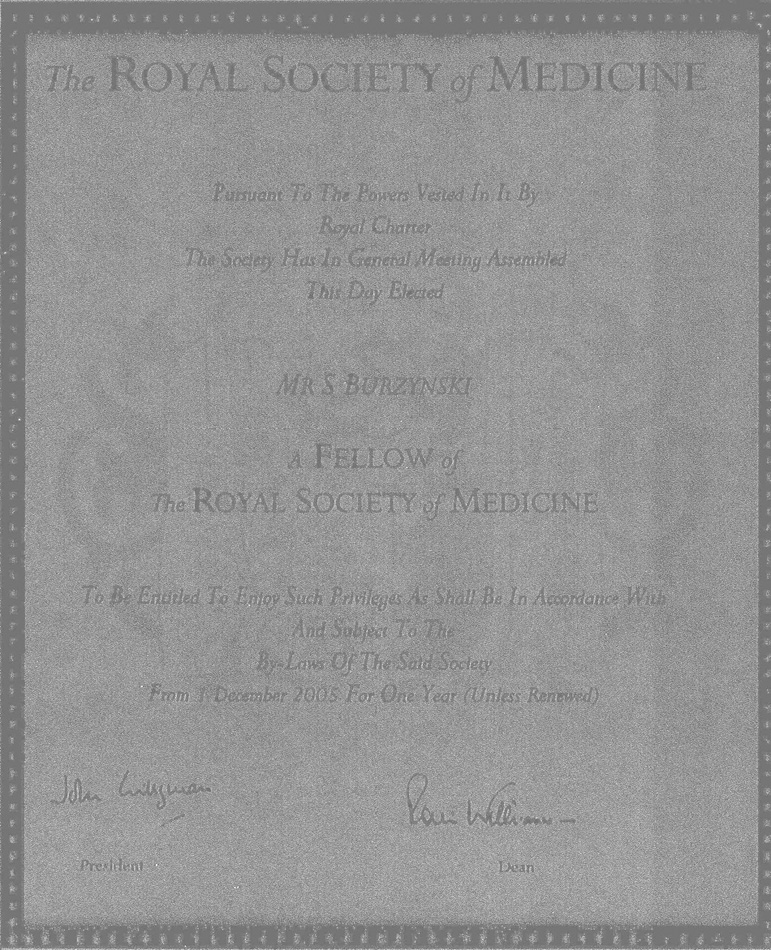 The ROYAL SOCIETY of MEDICINE
Pursuant To The Powers Vested In It By
Royal Charter
The Society Has In General Meeting Assembled
This Day Elected
MR S BURZYNSKI
A FELLOW of
The ROYAL SOCIETY of MEDICINE
To Be Entitled To Enjoy Such Privileges As Shall Be In Accordance With
And Subject To The
By-Laws Of The Said Society
From 1 December 2005 For One Year (Unless Renewed)
John
Williams
President
Dean